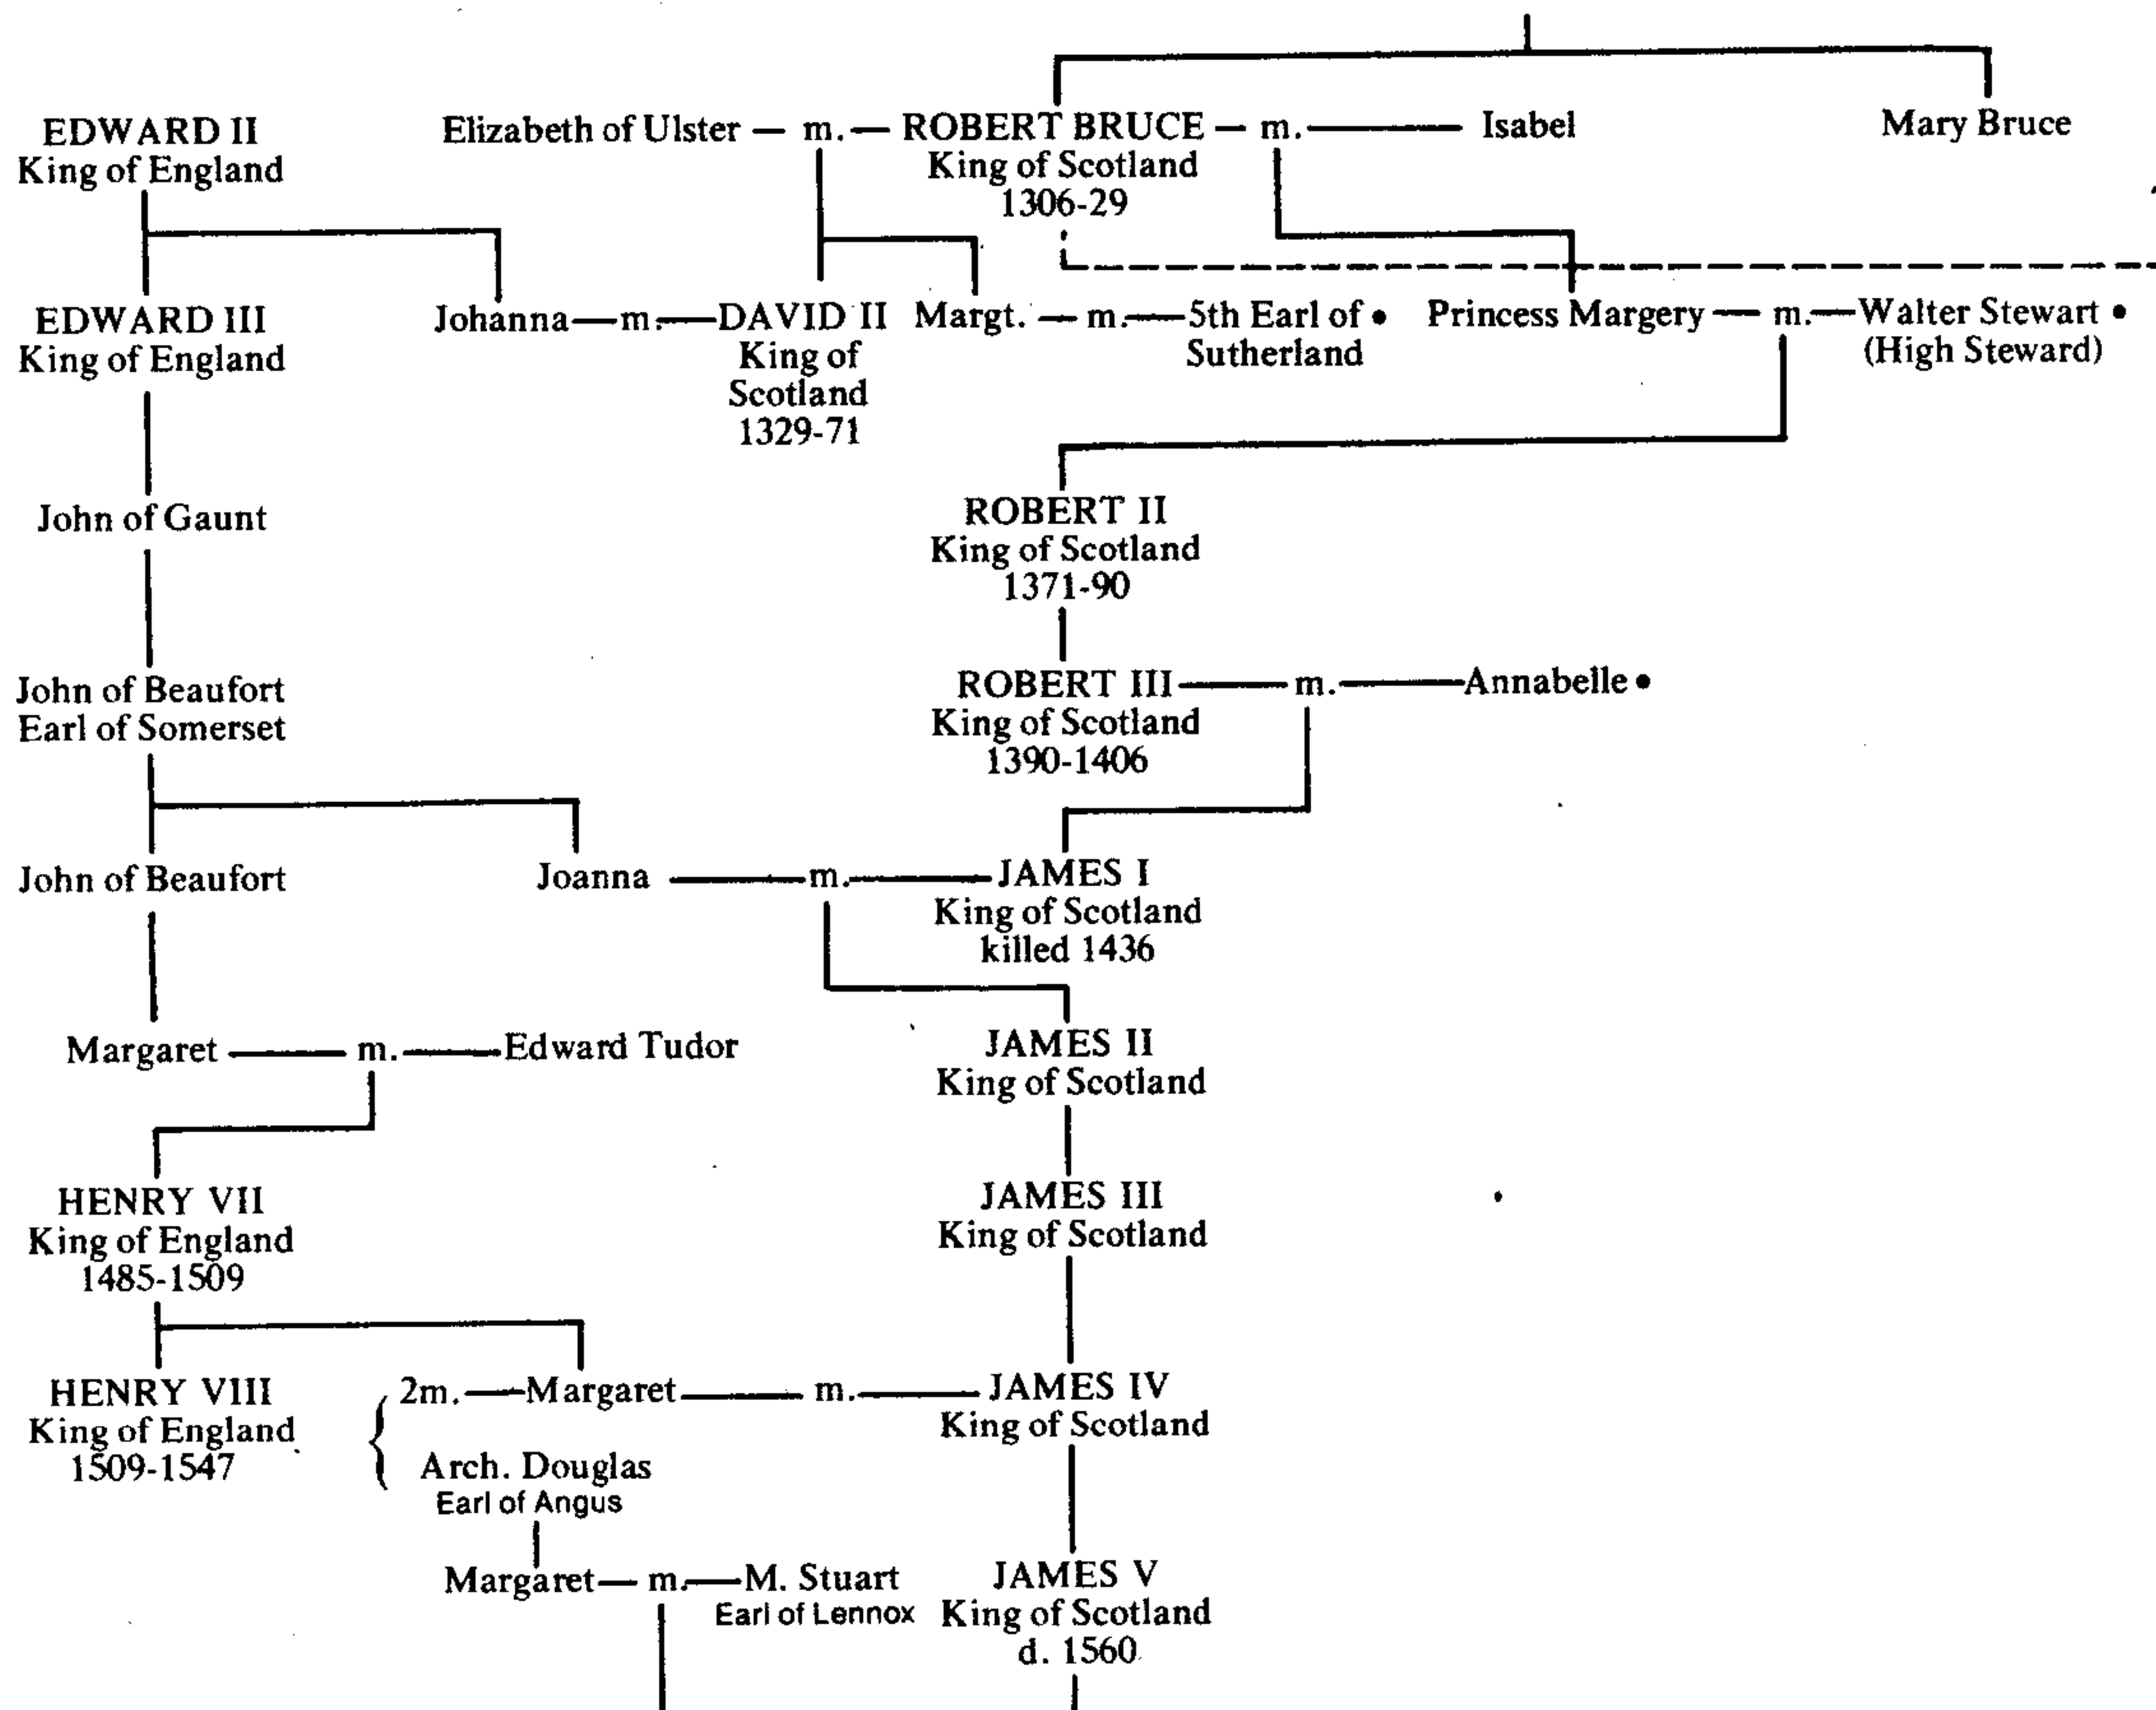 EDWARD II
King of England
Elizabeth of Ulster — m. — ROBERT BRUCE — m. — Isabel
King of Scotland
1306-29
Mary Bruce
EDWARD III
King of England
Johanna — m. — DAVID II
King of
Scotland
1329-71
Margt. — m. — 5th Earl of •
Sutherland
Princess Margery — m. — Walter Stewart •
(High Steward)
John of Gaunt
ROBERT II
King of Scotland
1371-90
John of Beaufort
Earl of Somerset
ROBERT III — m. — Annabelle •
King of Scotland
1390-1406
John of Beaufort
Joanna — m. — JAMES I
King of Scotland
killed 1436
Margaret — m. — Edward Tudor
JAMES II
King of Scotland
HENRY VII
King of England
1485-1509
JAMES III
King of Scotland
HENRY VIII
King of England
1509-1547
2m. — Margaret — m. — JAMES IV
King of Scotland
Arch. Douglas
Earl of Angus
Margaret — m. — M. Stuart
Earl of Lennox
JAMES V
King of Scotland
d. 1560